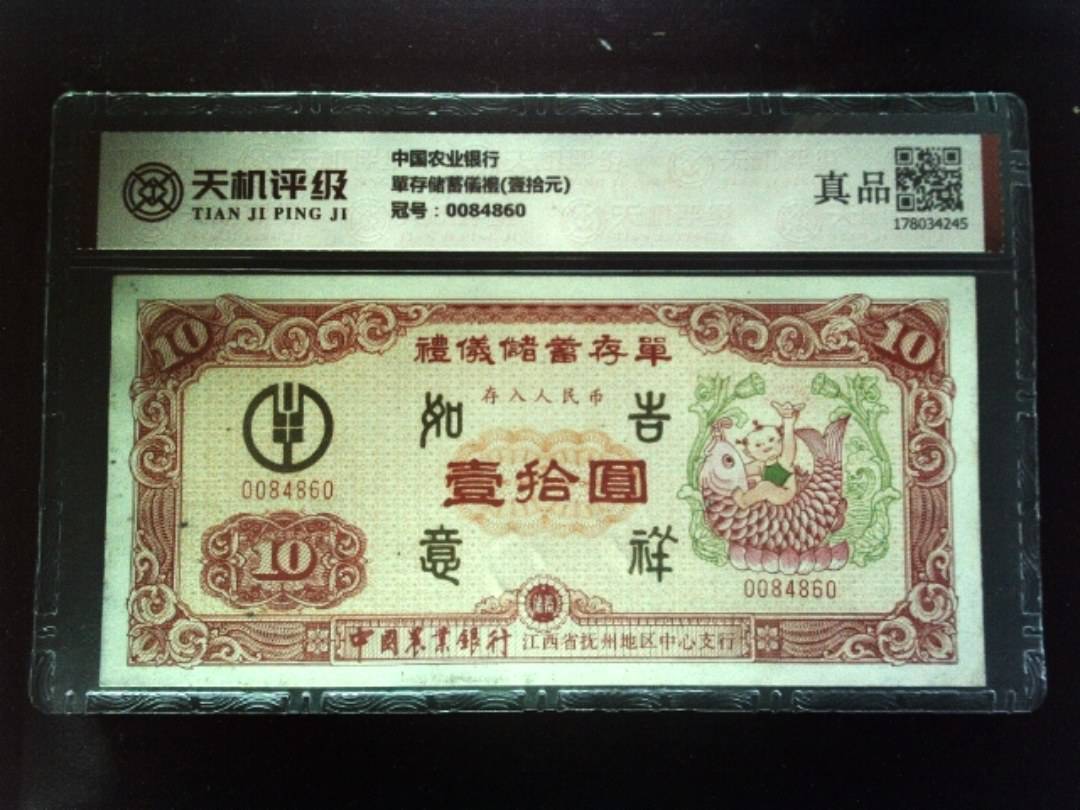 天机评级
TIAN JI PING JI
中国农业银行
單存储蓄儀禮(壹拾元)
冠号：0084860
真品
178034245
10
10
禮儀儲蓄存單
存入人民币
如
吉
0084860
壹拾圓
10
意
祥
0084860
中國農業銀行 江西省抚州地区中心支行